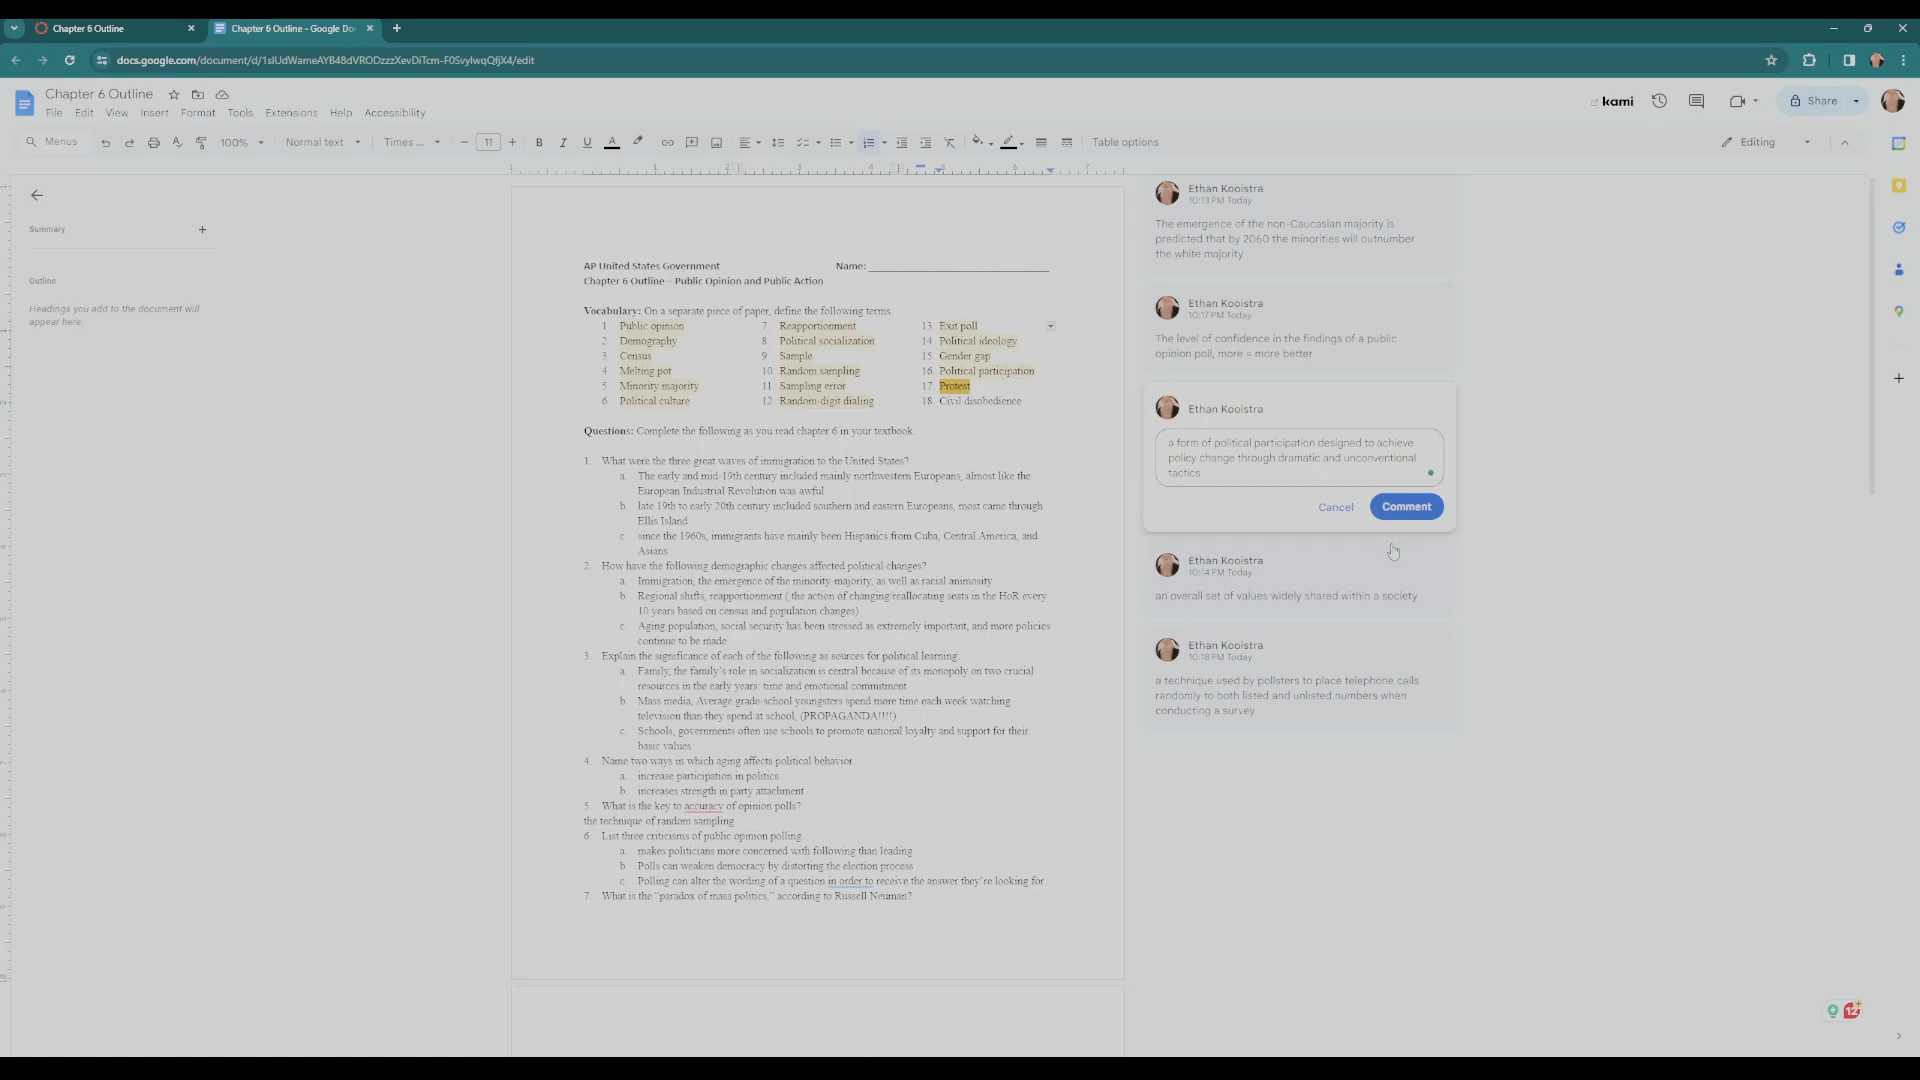 Chapter 6 Outline
Chapter 6 Outline - Google Do
docs.google.com/document/d/1slUdWameAYB48dVRODzzzXevDiTcm-F0SvylwqQfjX4/edit
Chapter 6 Outline
File Edit View Insert Format Tools Extensions Help Accessibility
kami
Share
Menus
100%
Normal text
Times ...
11
Table options
Editing
Summary
Outline
Headings you add to the document will
appear here.
AP United States Government Name:
Chapter 6 Outline – Public Opinion and Public Action
Vocabulary: On a separate piece of paper, define the following terms.
1. Public opinion
2. Demography
3. Census
4. Melting pot
5. Minority majority
6. Political culture
7. Reapportionment
8. Political socialization
9. Sample
10. Random sampling
11. Sampling error
12. Random-digit dialing
13. Exit poll
14. Political ideology
15. Gender gap
16. Political participation
17. Protest
18. Civil disobedience
Questions: Complete the following as you read chapter 6 in your textbook.
1. What were the three great waves of immigration to the United States?
a. The early and mid-19th century included mainly northwestern Europeans, almost like the
European Industrial Revolution was awful
b. late 19th to early 20th century included southern and eastern Europeans, most came through
Ellis Island
c. since the 1960s, immigrants have mainly been Hispanics from Cuba, Central America, and
Asians
2. How have the following demographic changes affected political changes?
a. Immigration, the emergence of the minority-majority, as well as racial animosity
b. Regional shifts, reapportionment ( the action of changing/reallocating seats in the HoR every
10 years based on census and population changes)
c. Aging population, social security has been stressed as extremely important, and more policies
continue to be made
3. Explain the significance of each of the following as sources for political learning:
a. Family, the family's role in socialization is central because of its monopoly on two crucial
resources in the early years: time and emotional commitment
b. Mass media, Average grade-school youngsters spend more time each week watching
television than they spend at school, (PROPAGANDA!!!!)
c. Schools, governments often use schools to promote national loyalty and support for their
basic values
4. Name two ways in which aging affects political behavior.
a. increase participation in politics
b. increases strength in party attachment
5. What is the key to accuracy of opinion polls?
the technique of random sampling
6. List three criticisms of public opinion polling.
a. makes politicians more concerned with following than leading
b. Polls can weaken democracy by distorting the election process
c. Polling can alter the wording of a question in order to receive the answer they're looking for
7. What is the "paradox of mass politics," according to Russell Neuman?
Ethan Kooistra
10:13 PM Today
The emergence of the non-Caucasian majority is
predicted that by 2060 the minorities will outnumber
the white majority
Ethan Kooistra
10:17 PM Today
The level of confidence in the findings of a public
opinion poll, more = more better
Ethan Kooistra
a form of political participation designed to achieve
policy change through dramatic and unconventional
tactics
Cancel Comment
Ethan Kooistra
10:14 PM Today
an overall set of values widely shared within a society
Ethan Kooistra
10:18 PM Today
a technique used by pollsters to place telephone calls
randomly to both listed and unlisted numbers when
conducting a survey
12